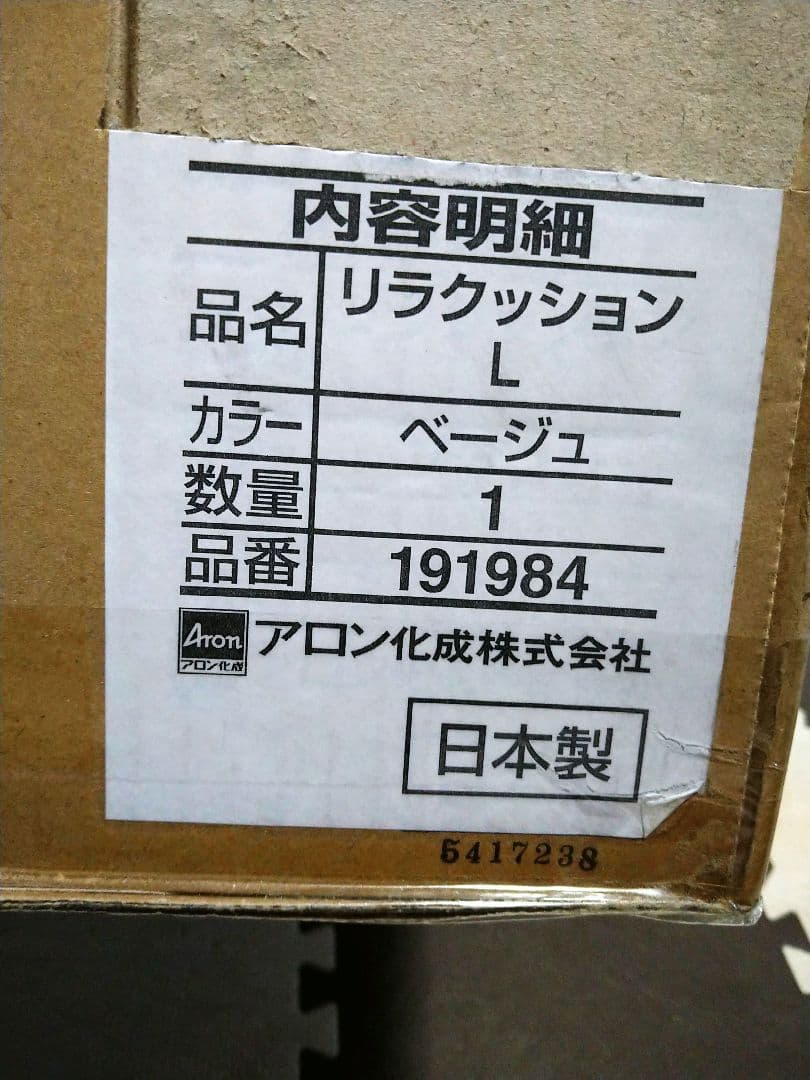 内容明細
品名 リラクッション
L
カラー ベージュ
数量 1
品番 191984
Aron アロン化成株式会社
アロン化成
日本製
5417238